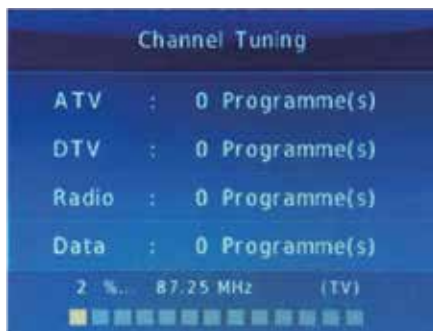 Channel Tuning
ATV : 0 Programme(s)
DTV : 0 Programme(s)
Radio : 0 Programme(s)
Data : 0 Programme(s)
2 %... 87.25 MHz (TV)